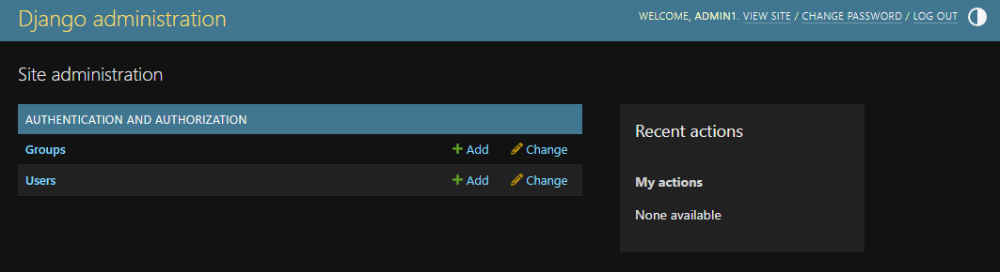 Django administration
WELCOME, ADMIN1. VIEW SITE / CHANGE PASSWORD / LOG OUT
Site administration
AUTHENTICATION AND AUTHORIZATION
Groups Add Change
Users Add Change
Recent actions
My actions
None available